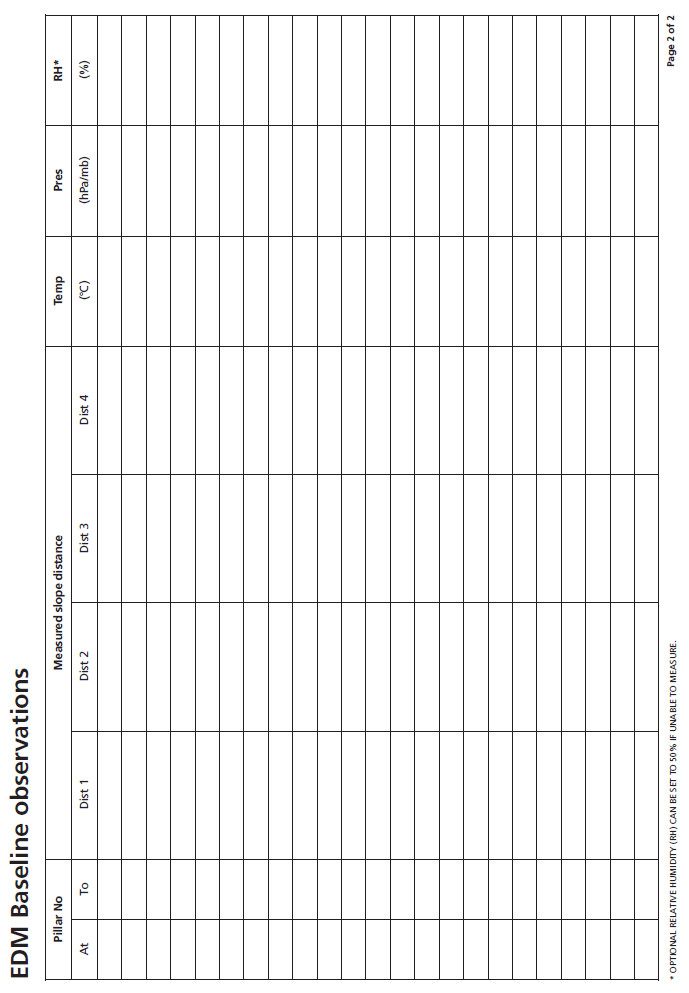 EDM Baseline observations
Pillar No Measured slope distance Temp Pres RH*
At To Dist 1 Dist 2 Dist 3 Dist 4 (°C) (hPa/mb) (%)
* OPTIONAL RELATIVE HUMIDITY (RH) CAN BE SET TO 50% IF UNABLE TO MEASURE.
Page 2 of 2